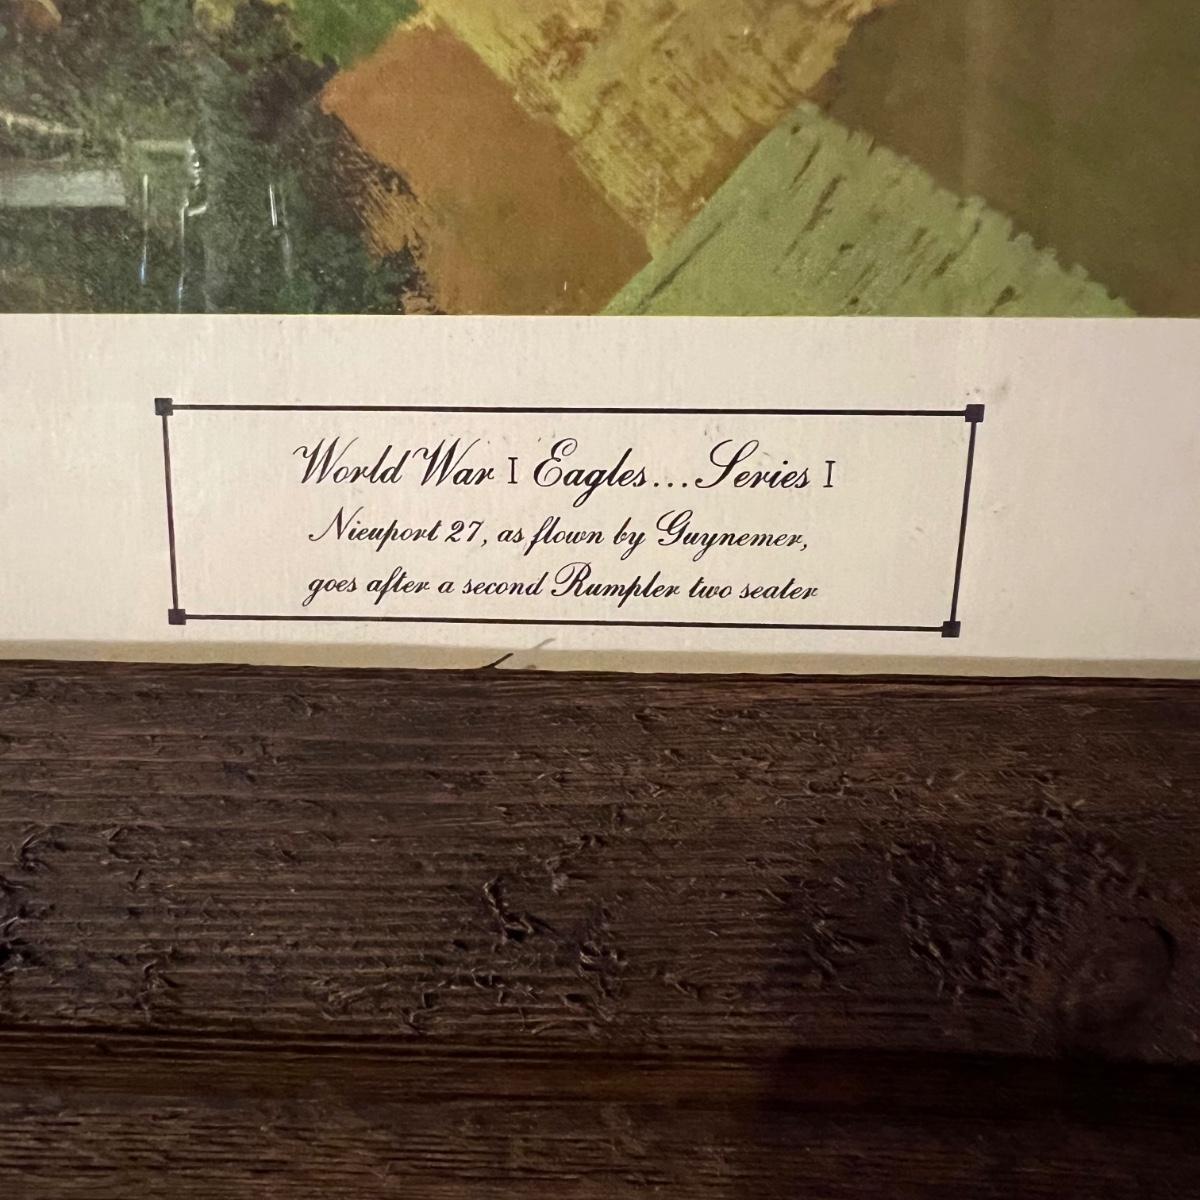 World War I Eagles...Series I
Nieuport 27, as flown by Guynemer,
goes after a second Rumpler two seater